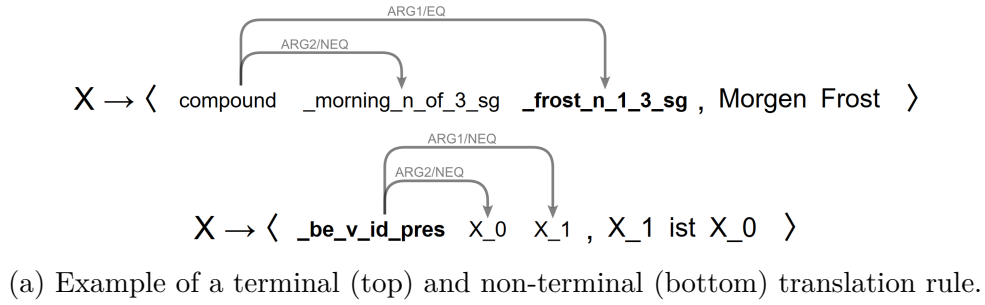 ARG1/EQ
ARG2/NEQ
X → ⟨ compound _morning_n_of_3_sg _frost_n_1_3_sg , Morgen Frost ⟩
ARG1/NEQ
ARG2/NEQ
X → ⟨ _be_v_id_pres X_0 X_1 , X_1 ist X_0 ⟩
(a) Example of a terminal (top) and non-terminal (bottom) translation rule.